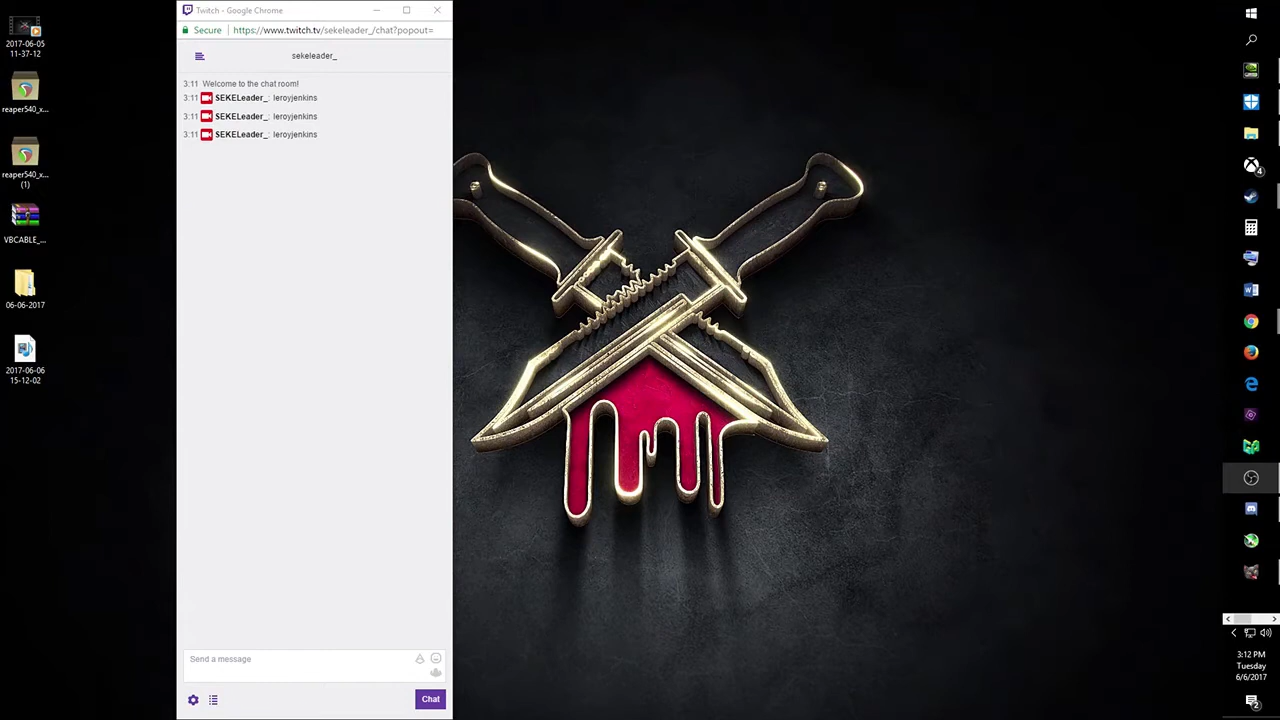 Twitch - Google Chrome
Secure
https://www.twitch.tv/sekeleader_/chat?popout=
sekeleader_
3:11 Welcome to the chat room!
3:11 SEKELeader_: leroyjenkins
3:11 SEKELeader_: leroyjenkins
3:11 SEKELeader_: leroyjenkins
Send a message
Chat
2017-06-05
11-37-12
reaper540_x...
reaper540_x...
(1)
VBCABLE_...
06-06-2017
2017-06-06
15-12-02
4
3:12 PM
Tuesday
6/6/2017
2